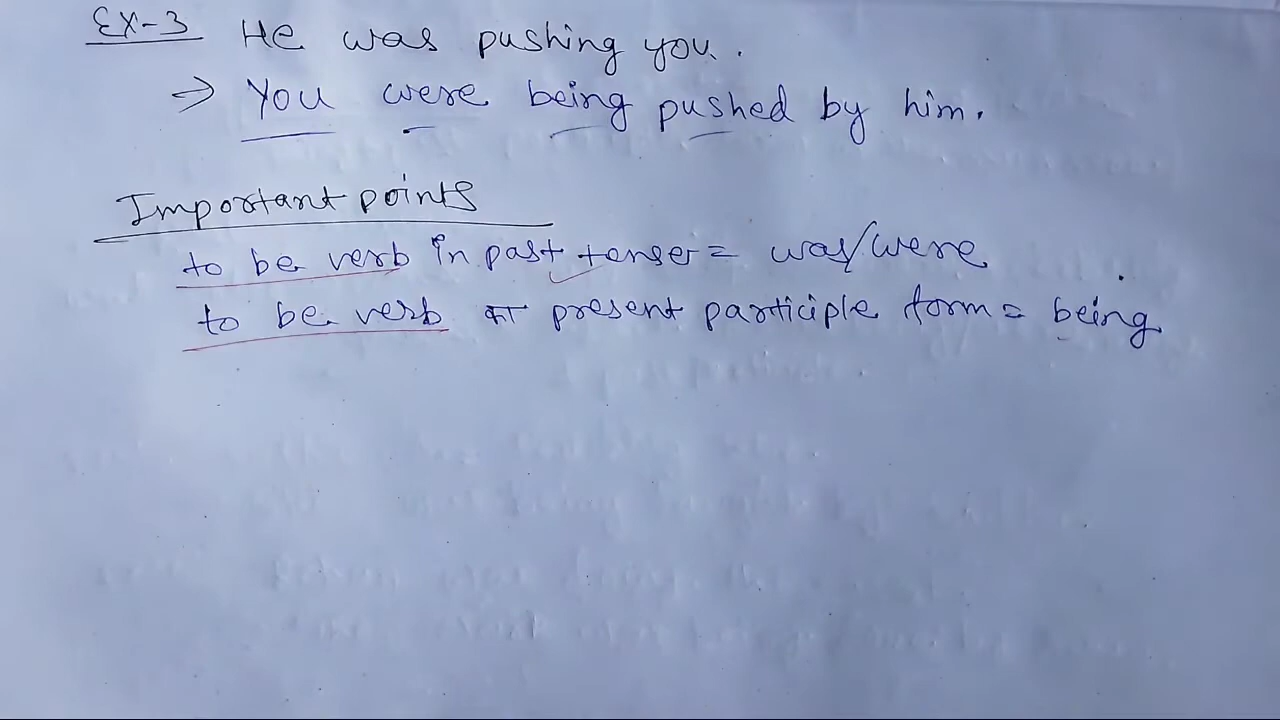 Ex-3 He was pushing you.
⇒ You were being pushed by him.
Important points
to be verb in past tense = was/were
to be verb का present participle form = being